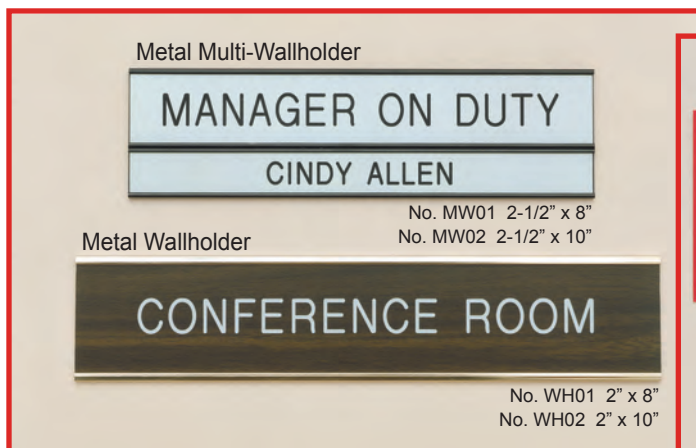 Metal Multi-Wallholder
MANAGER ON DUTY
CINDY ALLEN
No. MW01 2-1/2” x 8”
No. MW02 2-1/2” x 10”
Metal Wallholder
CONFERENCE ROOM
No. WH01 2” x 8”
No. WH02 2” x 10”